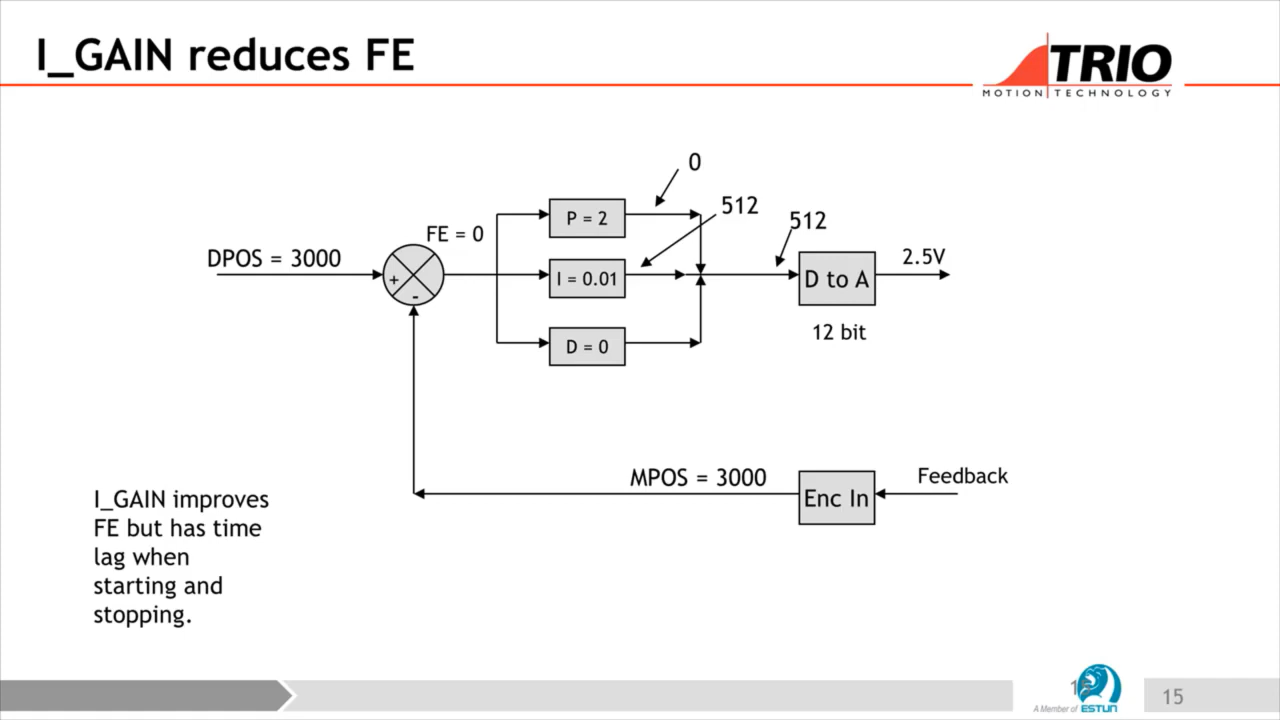 I_GAIN reduces FE
TRIO
MOTION TECHNOLOGY
0
512
512
P = 2
FE = 0
DPOS = 3000
2.5V
+
-
I = 0.01
D to A
12 bit
D = 0
MPOS = 3000
Feedback
Enc In
I_GAIN improves
FE but has time
lag when
starting and
stopping.
A Member of ESTUN
15